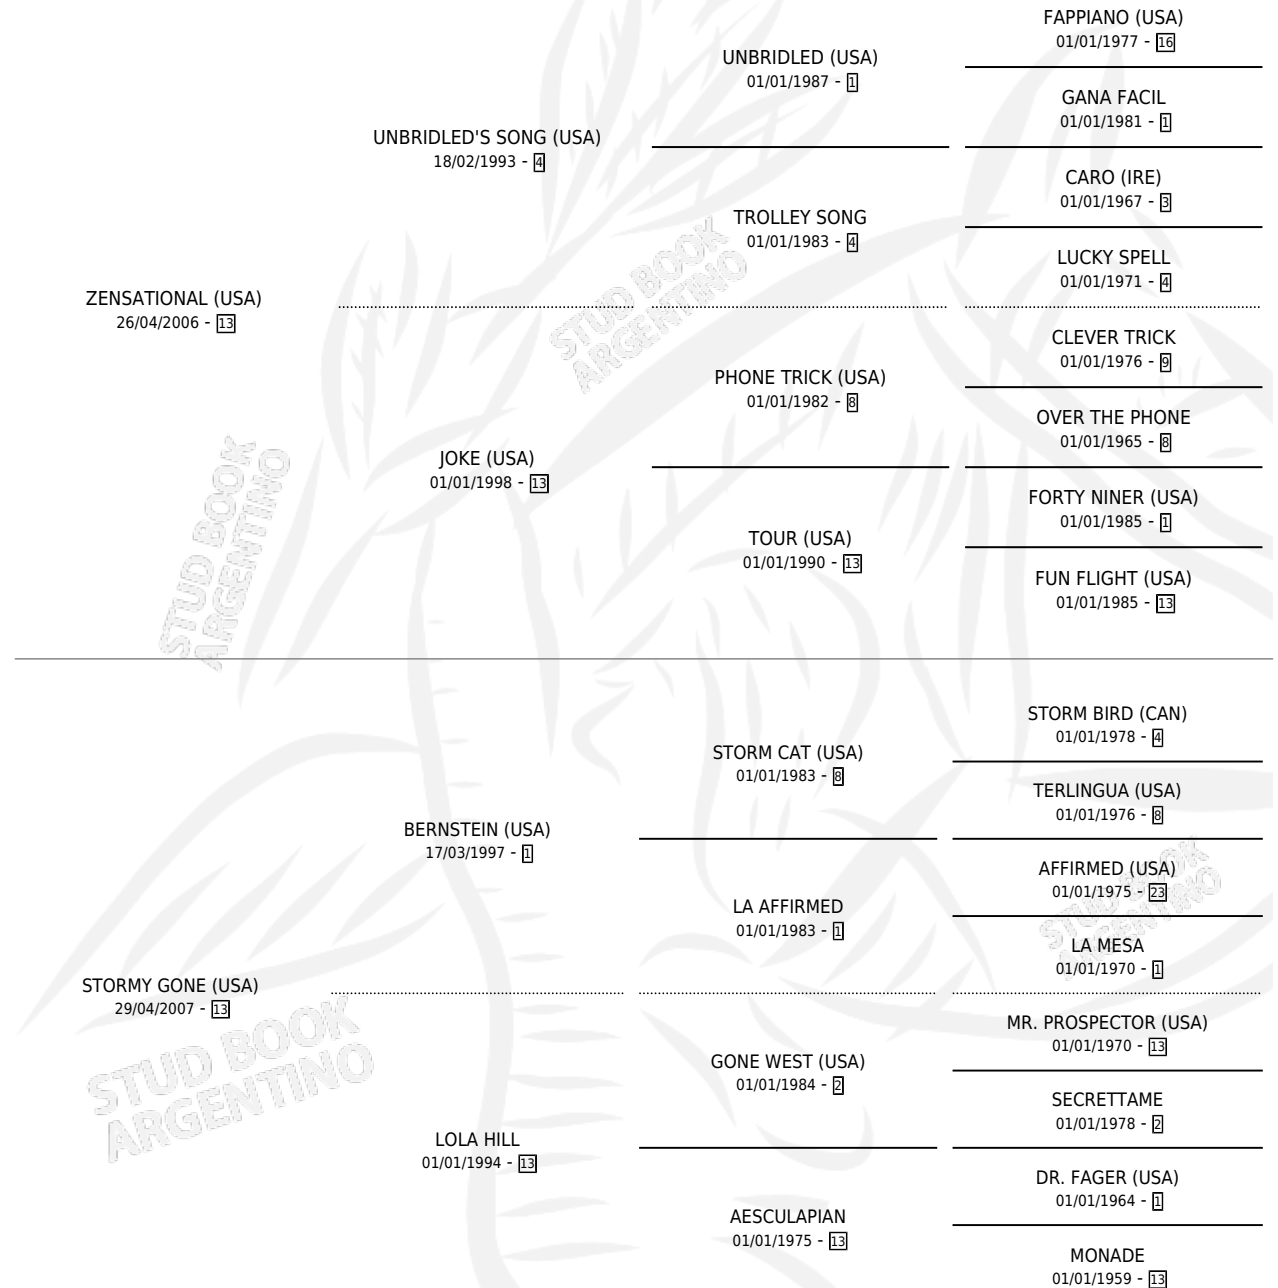 FAPPIANO (USA)
01/01/1977 - 16
UNBRIDLED (USA)
01/01/1987 - 1
GANA FACIL
01/01/1981 - 1
UNBRIDLED'S SONG (USA)
18/02/1993 - 4
CARO (IRE)
01/01/1967 - 3
TROLLEY SONG
01/01/1983 - 4
LUCKY SPELL
01/01/1971 - 4
ZENSATIONAL (USA)
26/04/2006 - 13
CLEVER TRICK
01/01/1976 - 9
PHONE TRICK (USA)
01/01/1982 - 8
OVER THE PHONE
01/01/1965 - 8
JOKE (USA)
01/01/1998 - 13
FORTY NINER (USA)
01/01/1985 - 1
TOUR (USA)
01/01/1990 - 13
FUN FLIGHT (USA)
01/01/1985 - 13
STORM BIRD (CAN)
01/01/1978 - 4
STORM CAT (USA)
01/01/1983 - 8
TERLINGUA (USA)
01/01/1976 - 8
BERNSTEIN (USA)
17/03/1997 - 1
AFFIRMED (USA)
01/01/1975 - 23
LA AFFIRMED
01/01/1983 - 1
LA MESA
01/01/1970 - 1
STORMY GONE (USA)
29/04/2007 - 13
MR. PROSPECTOR (USA)
01/01/1970 - 13
GONE WEST (USA)
01/01/1984 - 2
SECRETTAME
01/01/1978 - 2
LOLA HILL
01/01/1994 - 13
DR. FAGER (USA)
01/01/1964 - 1
AESCULAPIAN
01/01/1975 - 13
MONADE
01/01/1959 - 13
STUD BOOK
ARGENTINO
STUD BOOK
ARGENTINO
STUD BOOK
ARGENTINO
STUD BOOK
ARGENTINO